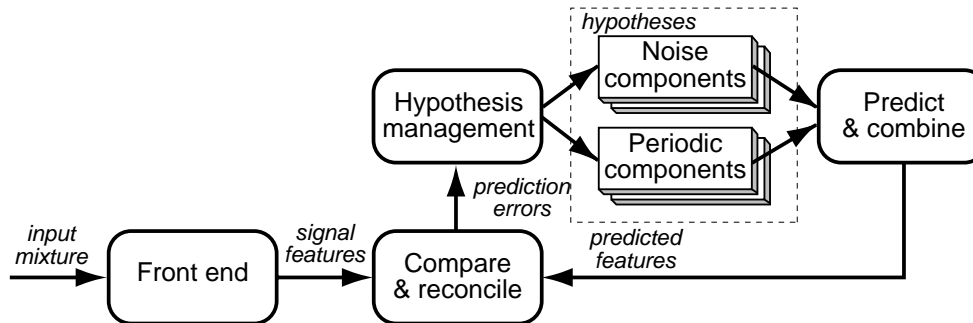 hypotheses
Noise
components
Hypothesis
management
Predict
& combine
Periodic
components
prediction
errors
input
mixture
signal
features
predicted
features
Front end
Compare
& reconcile